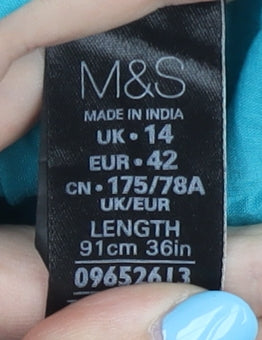 M&S
MADE IN INDIA
UK • 14
EUR • 42
CN • 175/78A
UK/EUR
LENGTH
91cm 36in
09652613